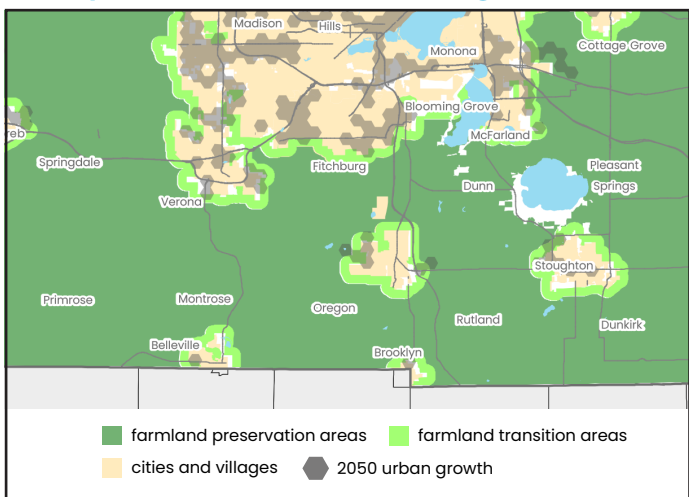 Madison
Hills
Monona
Cottage Grove
Blooming Grove
McFarland
reb
Springdale
Fitchburg
Pleasant
Springs
Dunn
Verona
Stoughton
Primrose
Montrose
Oregon
Rutland
Dunkirk
Belleville
Brooklyn
farmland preservation areas
farmland transition areas
cities and villages
2050 urban growth